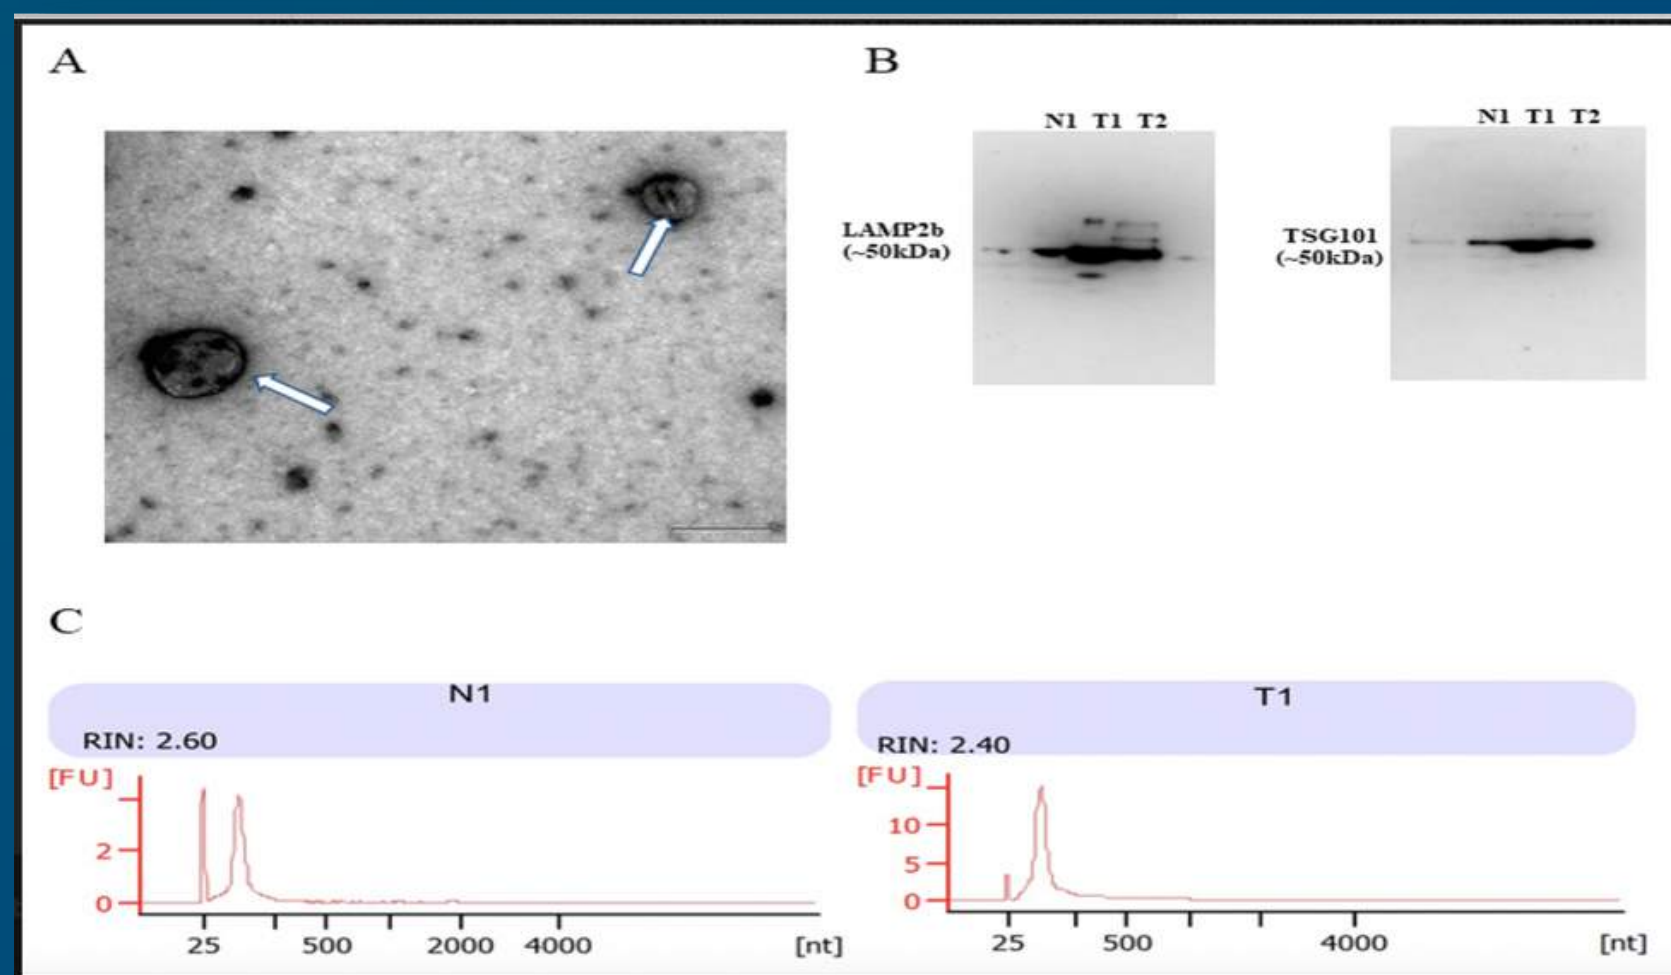 A
B
N1 T1 T2
LAMP2b
(~50kDa)
N1 T1 T2
TSG101
(~50kDa)
C
N1
RIN: 2.60
[FU]
2
0
25 500 2000 4000 [nt]
T1
RIN: 2.40
[FU]
10
5
0
25 500 4000 [nt]